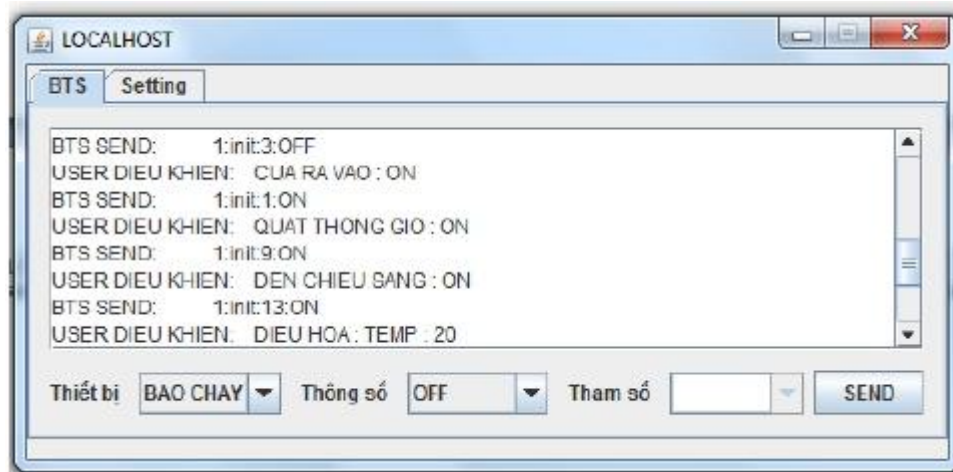 LOCALHOST
BTS Setting
BTS SEND: 1:init:3:OFF
USER DIEU KHIEN: CUA RA VAO : ON
BTS SEND: 1:init:1:ON
USER DIEU KHIEN: QUAT THONG GIO : ON
BTS SEND: 1:init:9:ON
USER DIEU KHIEN: DEN CHIEU SANG : ON
BTS SEND: 1:init:13:ON
USER DIEU KHIEN: DIEU HOA : TEMP : 20
Thiết bị BAO CHAY Thông số OFF Tham số SEND